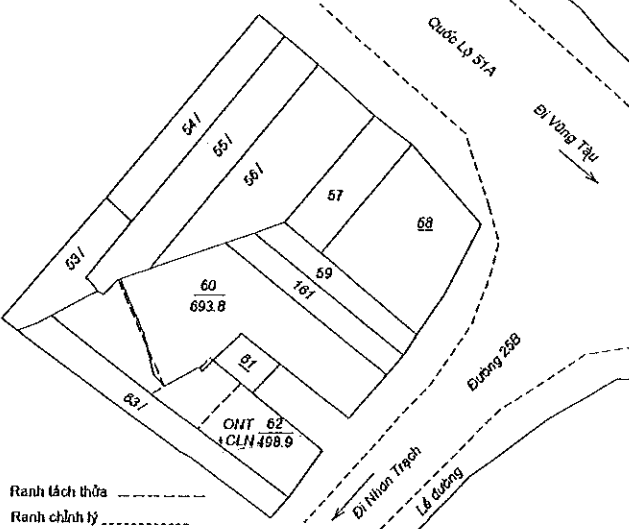 Quốc Lộ 51A
Đi Vũng Tàu
54 /
55 /
56 /
57
58
53 /
59
161
60
693.8
61
63 /
ONT 62
+CLN 498.9
Đường 25B
Đi Nhơn Trạch
Lề đường
Ranh tách thửa
Ranh chỉnh lý